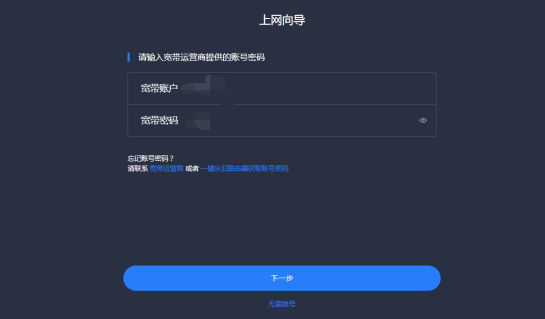 上网向导
请输入宽带运营商提供的账号密码
宽带账户
宽带密码
忘记账号密码？
请联系 宽带运营商 或者 一键从旧路由器获取账号密码
下一步
无需拨号